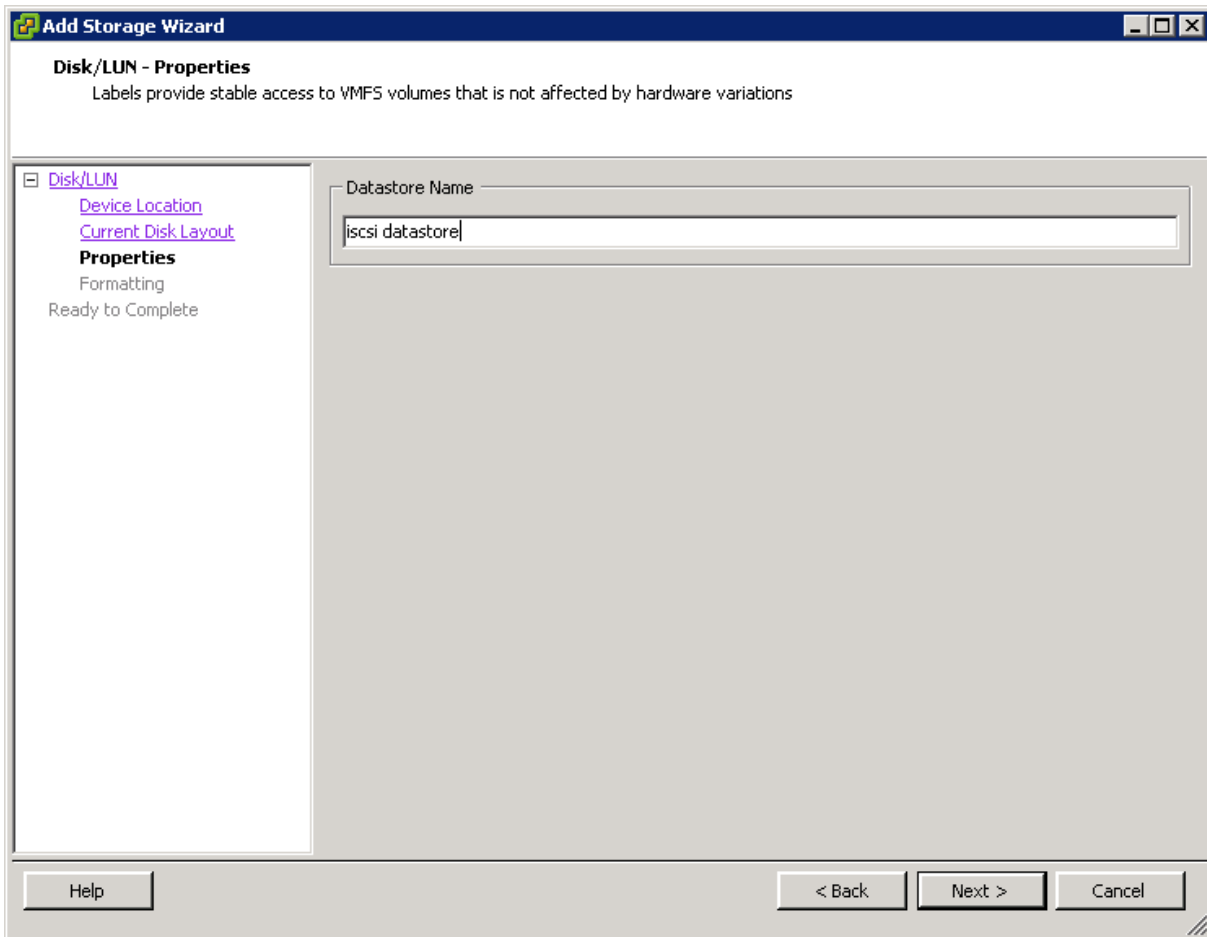 Add Storage Wizard
Disk/LUN - Properties
Labels provide stable access to VMFS volumes that is not affected by hardware variations
Disk/LUN
Device Location
Current Disk Layout
Properties
Formatting
Ready to Complete
Datastore Name
iscsi datastore
Help
< Back
Next >
Cancel